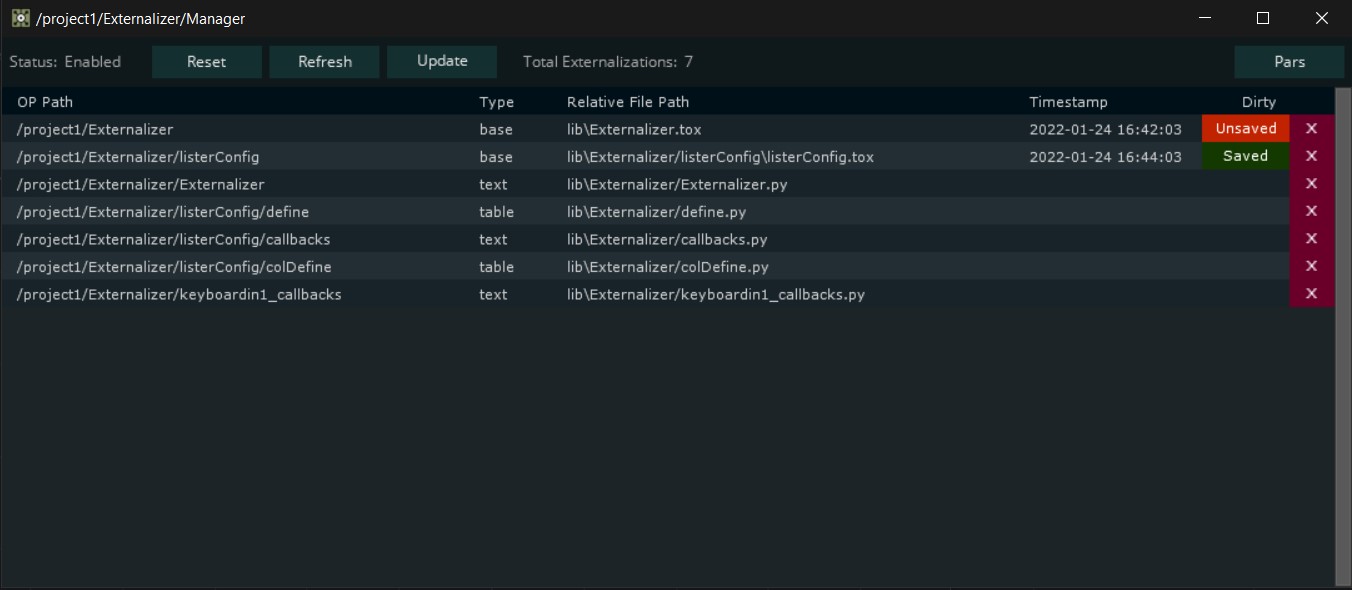 /project1/Externalizer/Manager
Status: Enabled Reset Refresh Update Total Externalizations: 7 Pars
OP Path Type Relative File Path Timestamp Dirty
/project1/Externalizer base lib\Externalizer.tox 2022-01-24 16:42:03 Unsaved X
/project1/Externalizer/listerConfig base lib\Externalizer/listerConfig\listerConfig.tox 2022-01-24 16:44:03 Saved X
/project1/Externalizer/Externalizer text lib\Externalizer/Externalizer.py X
/project1/Externalizer/listerConfig/define table lib\Externalizer/define.py X
/project1/Externalizer/listerConfig/callbacks text lib\Externalizer/callbacks.py X
/project1/Externalizer/listerConfig/colDefine table lib\Externalizer/colDefine.py X
/project1/Externalizer/keyboardin1_callbacks text lib\Externalizer/keyboardin1_callbacks.py X